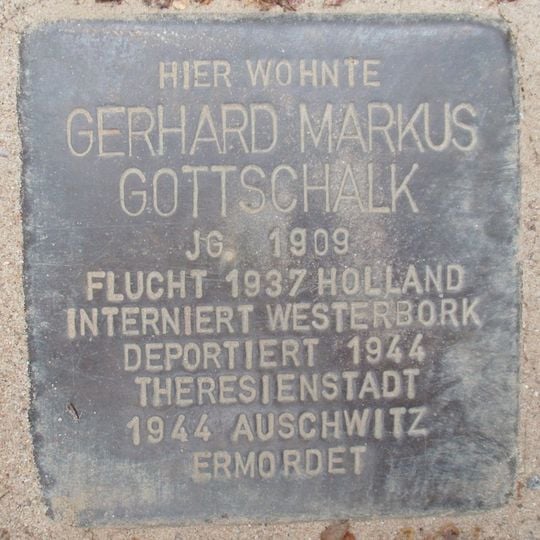 HIER WOHNTE
GERHARD MARKUS
GOTTSCHALK
JG. 1909
FLUCHT 1937 HOLLAND
INTERNIERT WESTERBORK
DEPORTIERT 1944
THERESIENSTADT
1944 AUSCHWITZ
ERMORDET